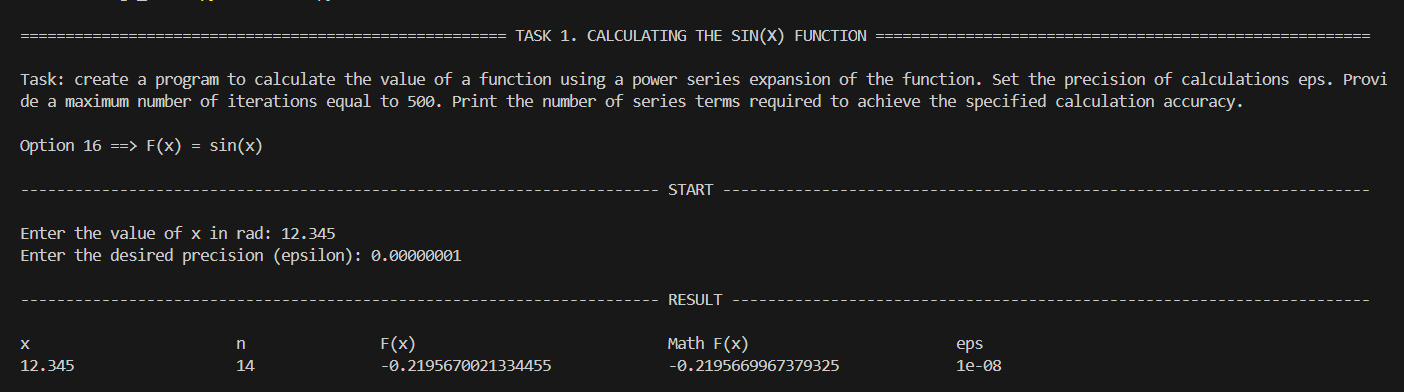 ====================================================== TASK 1. CALCULATING THE SIN(X) FUNCTION =======================================================
Task: create a program to calculate the value of a function using a power series expansion of the function. Set the precision of calculations eps. Provi
de a maximum number of iterations equal to 500. Print the number of series terms required to achieve the specified calculation accuracy.
Option 16 ==> F(x) = sin(x)
----------------------------------------------------------------------- START ------------------------------------------------------------------------
Enter the value of x in rad: 12.345
Enter the desired precision (epsilon): 0.00000001
----------------------------------------------------------------------- RESULT -----------------------------------------------------------------------
x n F(x) Math F(x) eps
12.345 14 -0.2195670021334455 -0.2195669967379325 1e-08